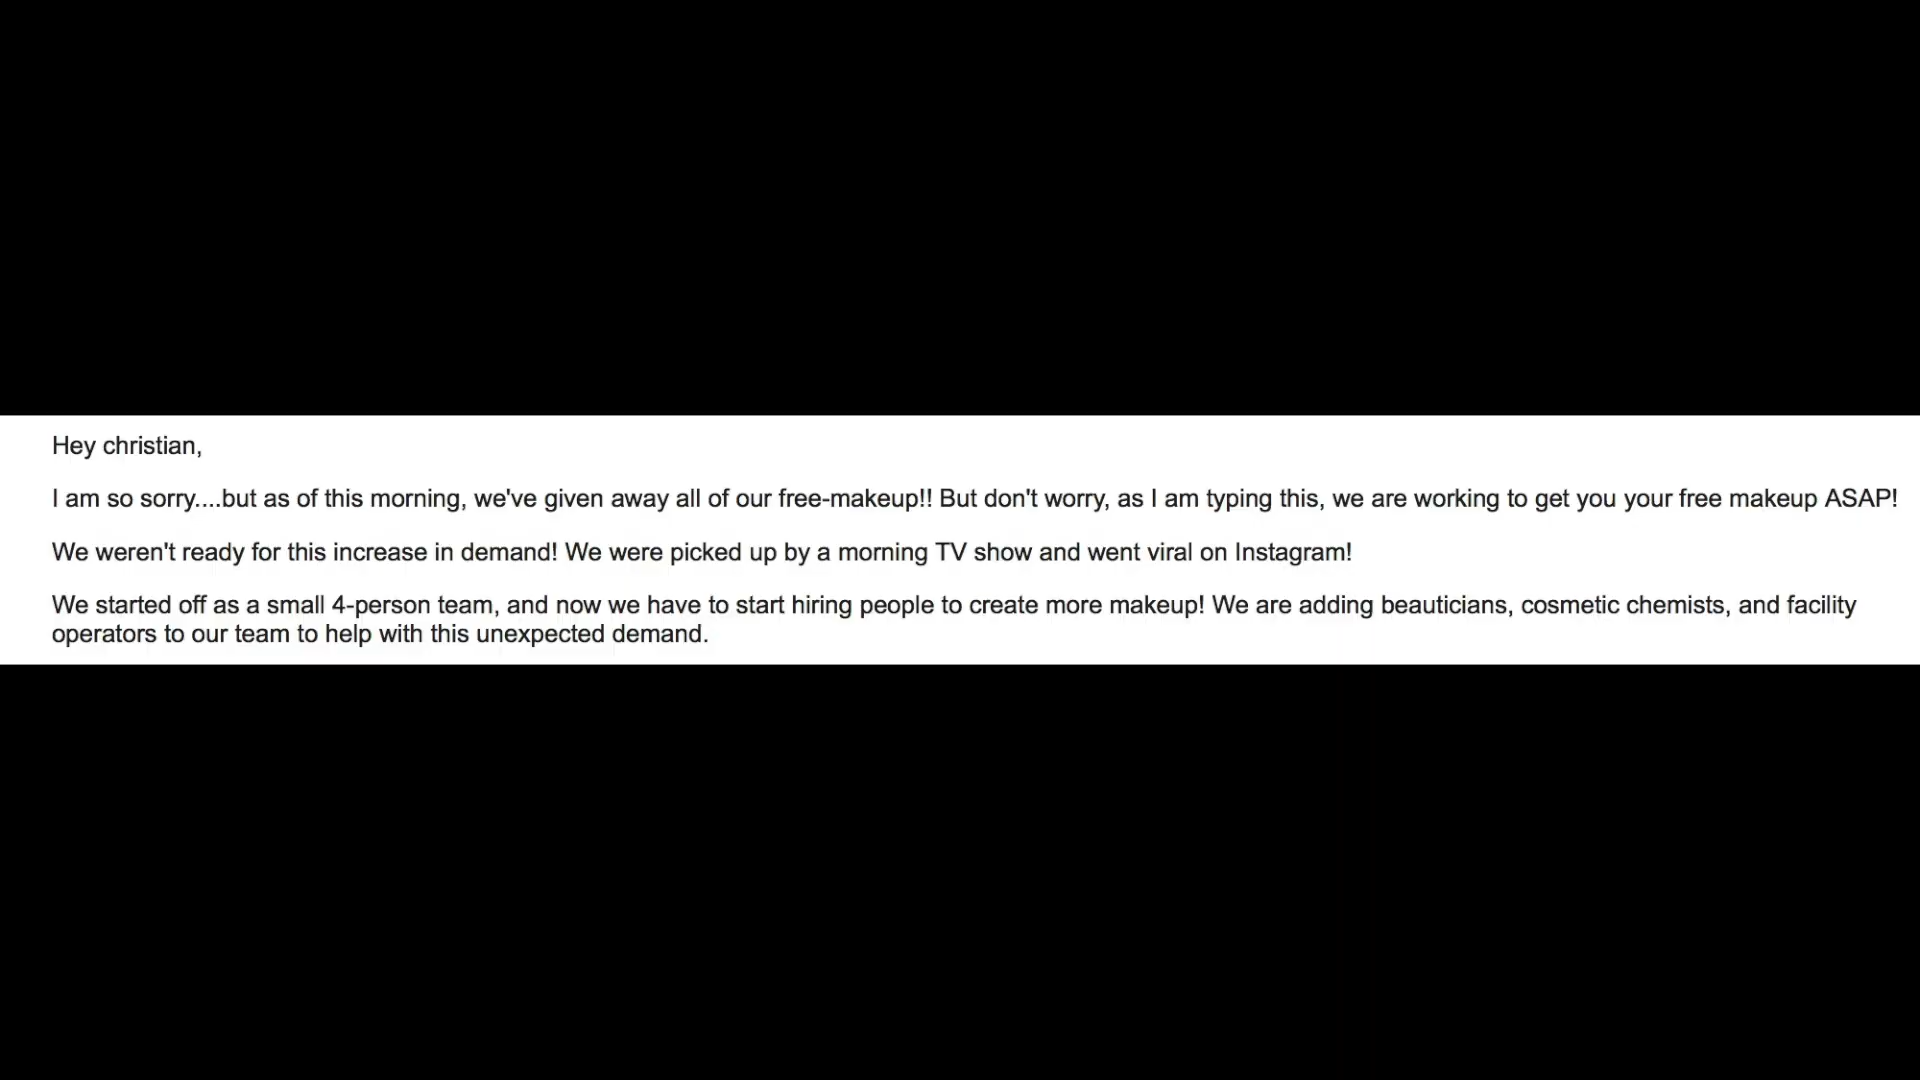 Hey christian,
I am so sorry....but as of this morning, we've given away all of our free-makeup!! But don't worry, as I am typing this, we are working to get you your free makeup ASAP!
We weren't ready for this increase in demand! We were picked up by a morning TV show and went viral on Instagram!
We started off as a small 4-person team, and now we have to start hiring people to create more makeup! We are adding beauticians, cosmetic chemists, and facility
operators to our team to help with this unexpected demand.